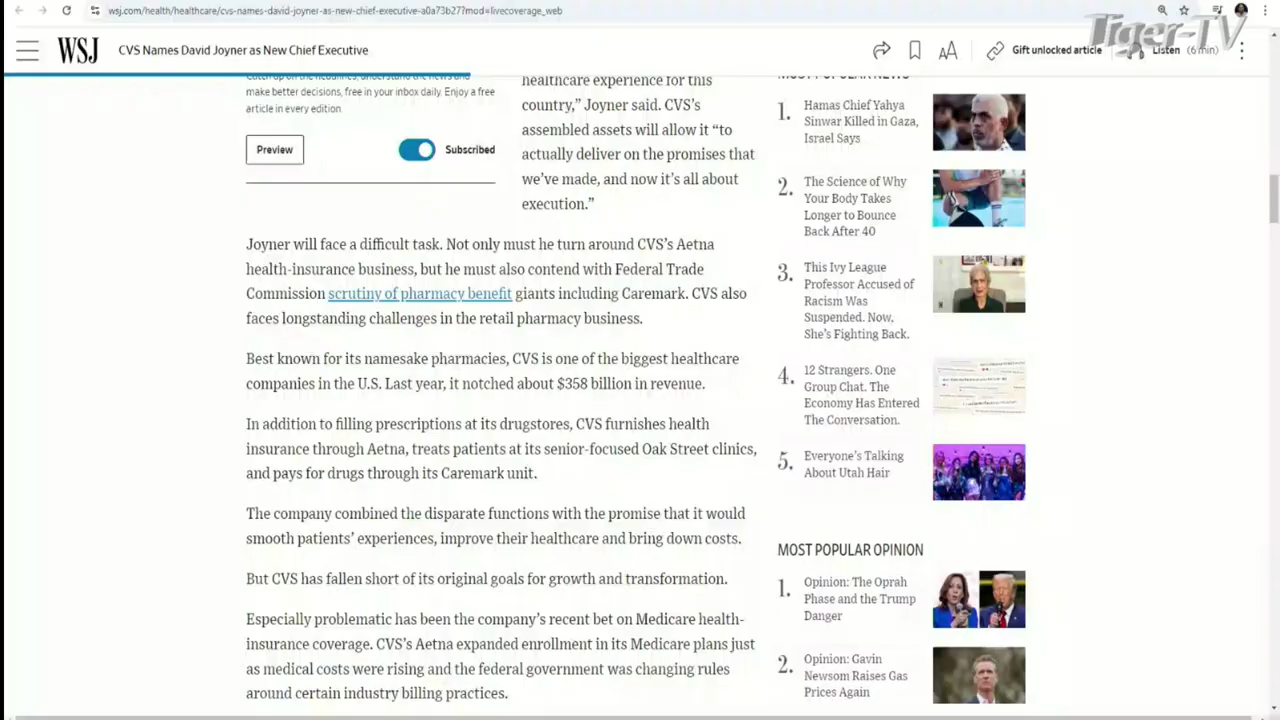 wsj.com/health/healthcare/cvs-names-david-joyner-as-new-chief-executive-a0a73b27?mod=livecoverage_web
Tiger-TV
WSJ
CVS Names David Joyner as New Chief Executive
Gift unlocked article
Listen (6 min)
Catch up on the headlines, understand the news and
make better decisions, free in your inbox daily. Enjoy a free
article in every edition.
Preview
Subscribed
healthcare experience for this
country,” Joyner said. CVS’s
assembled assets will allow it “to
actually deliver on the promises that
we’ve made, and now it’s all about
execution.”
Joyner will face a difficult task. Not only must he turn around CVS’s Aetna
health-insurance business, but he must also contend with Federal Trade
Commission scrutiny of pharmacy benefit giants including Caremark. CVS also
faces longstanding challenges in the retail pharmacy business.
Best known for its namesake pharmacies, CVS is one of the biggest healthcare
companies in the U.S. Last year, it notched about $358 billion in revenue.
In addition to filling prescriptions at its drugstores, CVS furnishes health
insurance through Aetna, treats patients at its senior-focused Oak Street clinics,
and pays for drugs through its Caremark unit.
The company combined the disparate functions with the promise that it would
smooth patients’ experiences, improve their healthcare and bring down costs.
But CVS has fallen short of its original goals for growth and transformation.
Especially problematic has been the company’s recent bet on Medicare health-
insurance coverage. CVS’s Aetna expanded enrollment in its Medicare plans just
as medical costs were rising and the federal government was changing rules
around certain industry billing practices.
MOST POPULAR NEWS
1.
Hamas Chief Yahya
Sinwar Killed in Gaza,
Israel Says
2.
The Science of Why
Your Body Takes
Longer to Bounce
Back After 40
3.
This Ivy League
Professor Accused of
Racism Was
Suspended. Now,
She’s Fighting Back.
4.
12 Strangers. One
Group Chat. The
Economy Has Entered
The Conversation.
5.
Everyone’s Talking
About Utah Hair
MOST POPULAR OPINION
1.
Opinion: The Oprah
Phase and the Trump
Danger
2.
Opinion: Gavin
Newsom Raises Gas
Prices Again